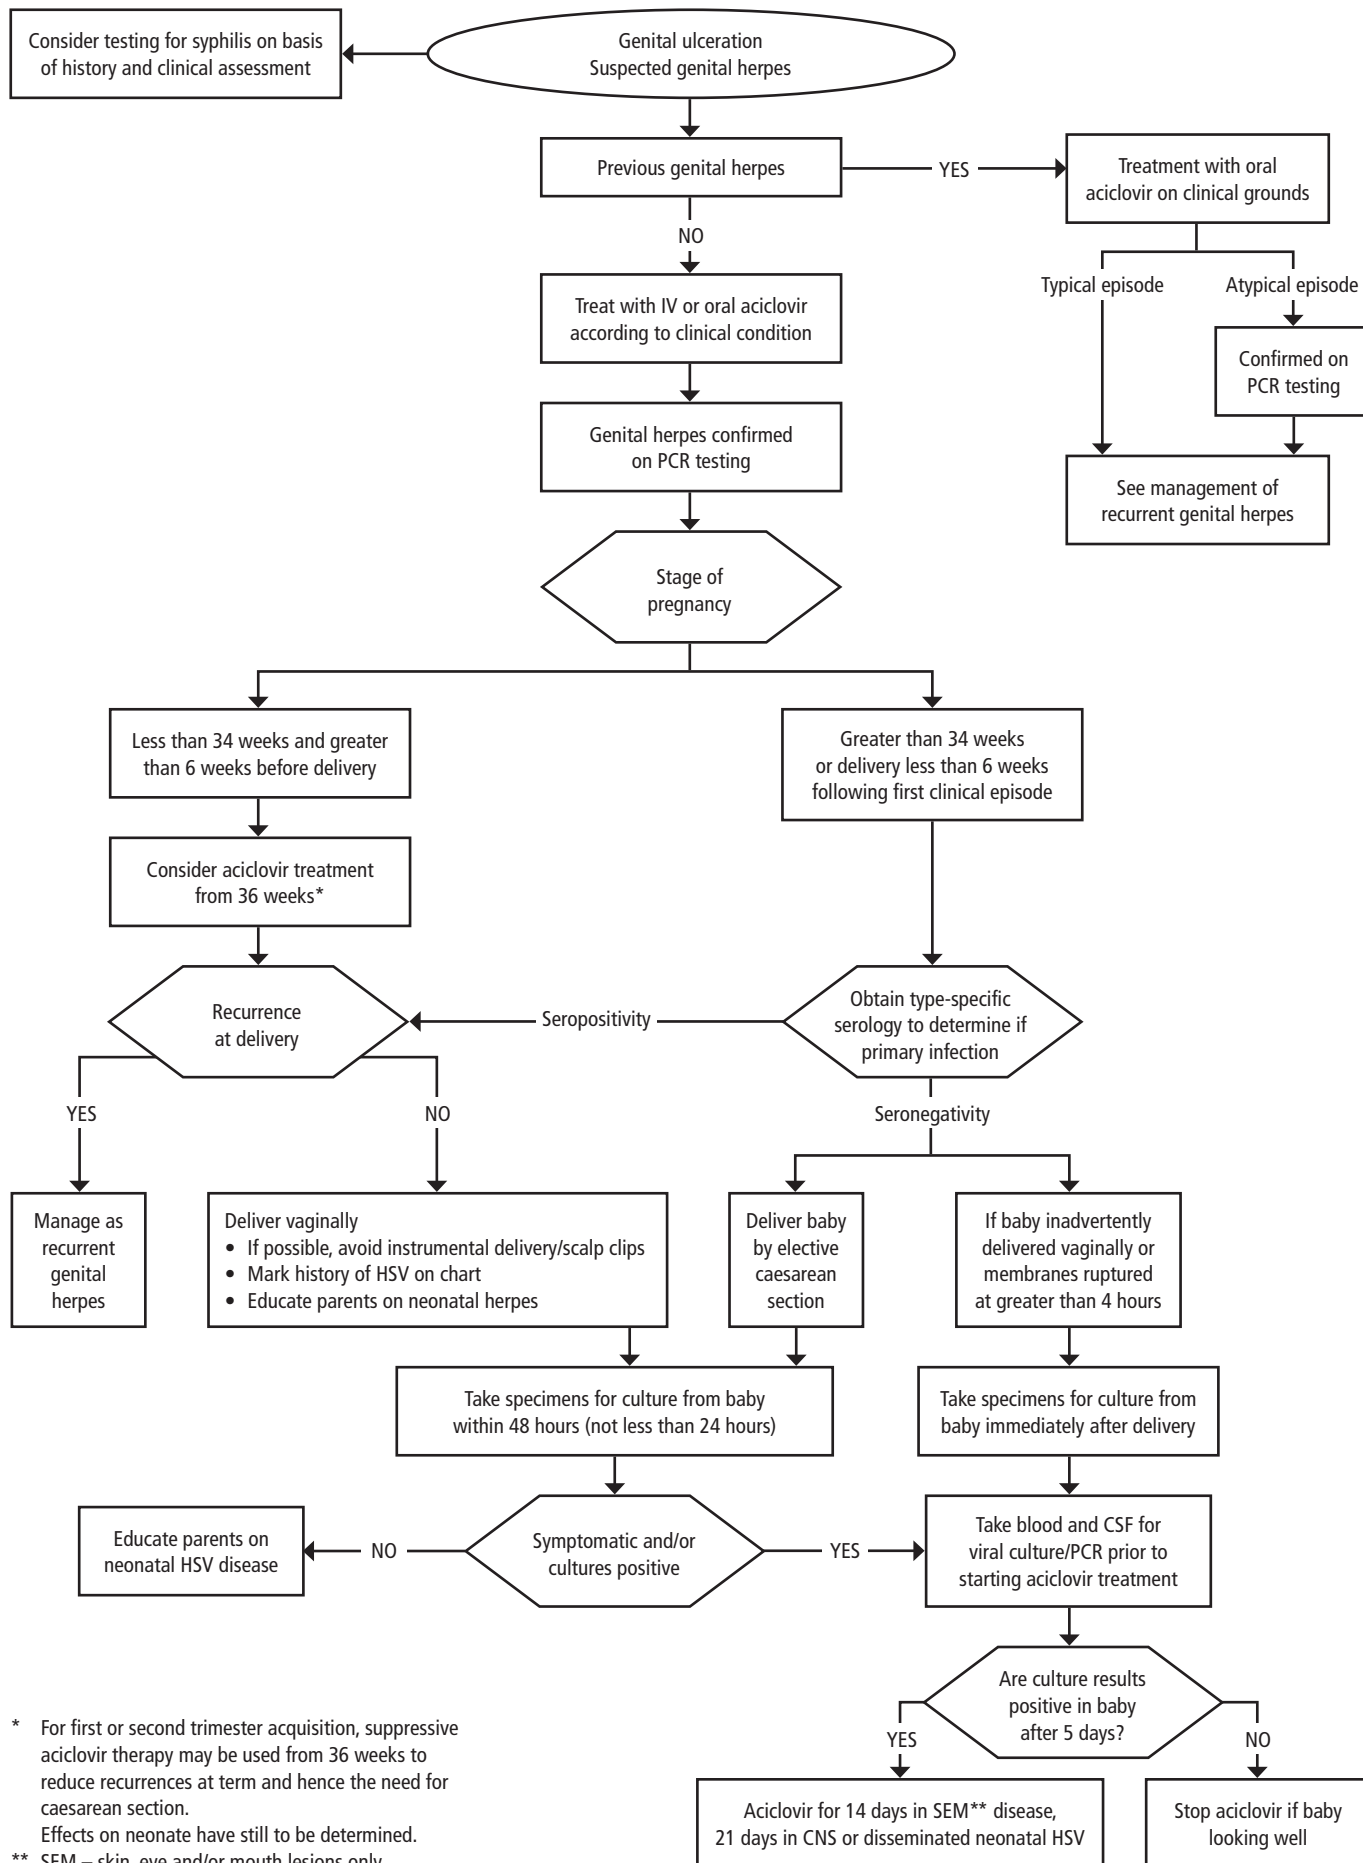 Consider testing for syphilis on basis
of history and clinical assessment
Genital ulceration
Suspected genital herpes
Previous genital herpes
YES
Treatment with oral
aciclovir on clinical grounds
NO
Typical episode
Atypical episode
Treat with IV or oral aciclovir
according to clinical condition
Confirmed on
PCR testing
Genital herpes confirmed
on PCR testing
See management of
recurrent genital herpes
Stage of
pregnancy
Less than 34 weeks and greater
than 6 weeks before delivery
Greater than 34 weeks
or delivery less than 6 weeks
following first clinical episode
Consider aciclovir treatment
from 36 weeks*
Recurrence
at delivery
Seropositivity
Obtain type-specific
serology to determine if
primary infection
YES
NO
Seronegativity
Manage as
recurrent
genital
herpes
Deliver vaginally
• If possible, avoid instrumental delivery/scalp clips
• Mark history of HSV on chart
• Educate parents on neonatal herpes
Deliver baby
by elective
caesarean
section
If baby inadvertently
delivered vaginally or
membranes ruptured
at greater than 4 hours
Take specimens for culture from baby
within 48 hours (not less than 24 hours)
Take specimens for culture from
baby immediately after delivery
Educate parents on
neonatal HSV disease
NO
Symptomatic and/or
cultures positive
YES
Take blood and CSF for
viral culture/PCR prior to
starting aciclovir treatment
Are culture results
positive in baby
after 5 days?
YES
NO
Aciclovir for 14 days in SEM** disease,
21 days in CNS or disseminated neonatal HSV
Stop aciclovir if baby
looking well
* For first or second trimester acquisition, suppressive
aciclovir therapy may be used from 36 weeks to
reduce recurrences at term and hence the need for
caesarean section.
Effects on neonate have still to be determined.
** SEM – skin, eye and/or mouth lesions only